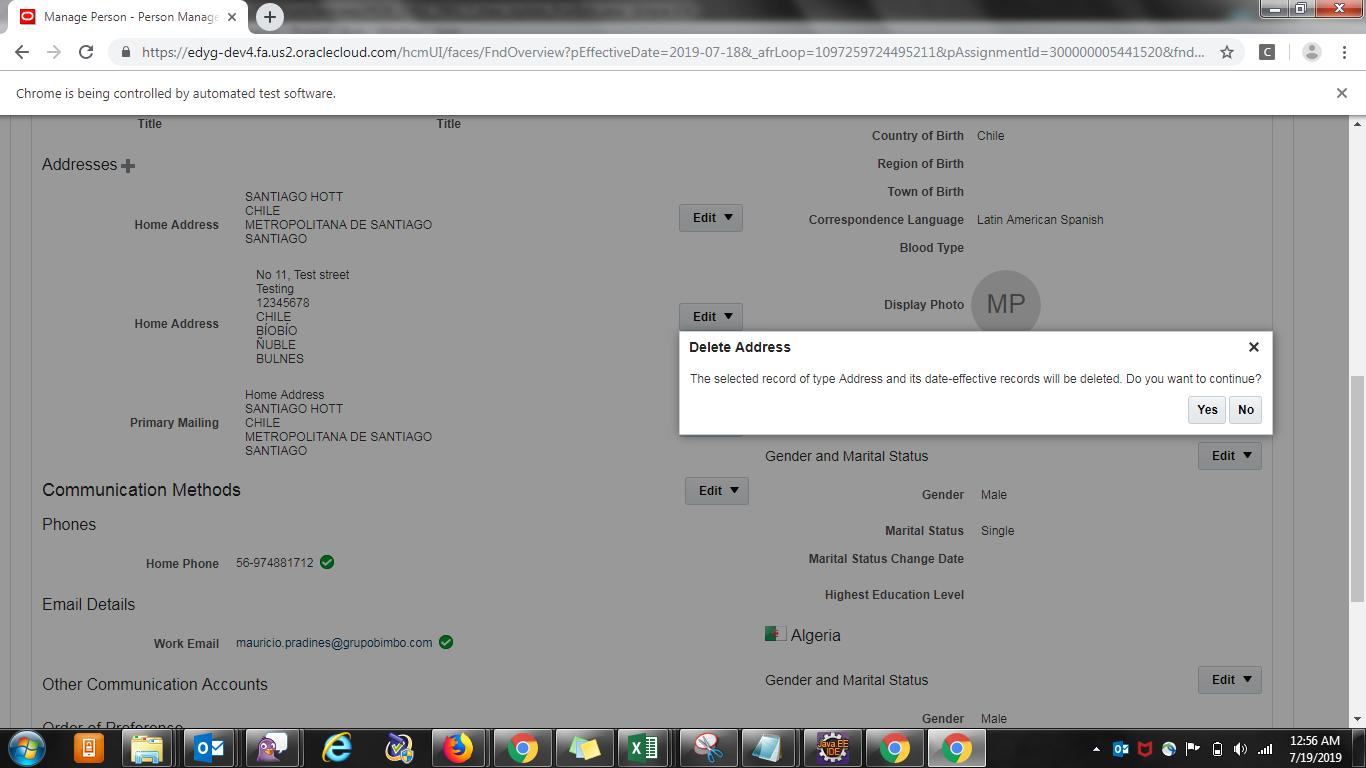 Manage Person - Person Manage
https://edyg-dev4.fa.us2.oraclecloud.com/hcmUI/faces/FndOverview?pEffectiveDate=2019-07-18&_afrLoop=1097259724495211&pAssignmentId=300000005441520&fnd...
C
Chrome is being controlled by automated test software.
Title
Title
Addresses
Home Address
SANTIAGO HOTT
CHILE
METROPOLITANA DE SANTIAGO
SANTIAGO
Edit
Home Address
No 11, Test street
Testing
12345678
CHILE
BÍOBÍO
ÑUBLE
BULNES
Edit
Primary Mailing
Home Address
SANTIAGO HOTT
CHILE
METROPOLITANA DE SANTIAGO
SANTIAGO
Communication Methods
Edit
Phones
Home Phone
56-974881712
Email Details
Work Email
mauricio.pradines@grupobimbo.com
Other Communication Accounts
Order of Preference
Country of Birth
Chile
Region of Birth
Town of Birth
Correspondence Language
Latin American Spanish
Blood Type
Display Photo
MP
Delete Address
The selected record of type Address and its date-effective records will be deleted. Do you want to continue?
Yes
No
Gender and Marital Status
Edit
Gender
Male
Marital Status
Single
Marital Status Change Date
Highest Education Level
Algeria
Gender and Marital Status
Edit
Gender
Male
Java EE
IDE
12:56 AM
7/19/2019